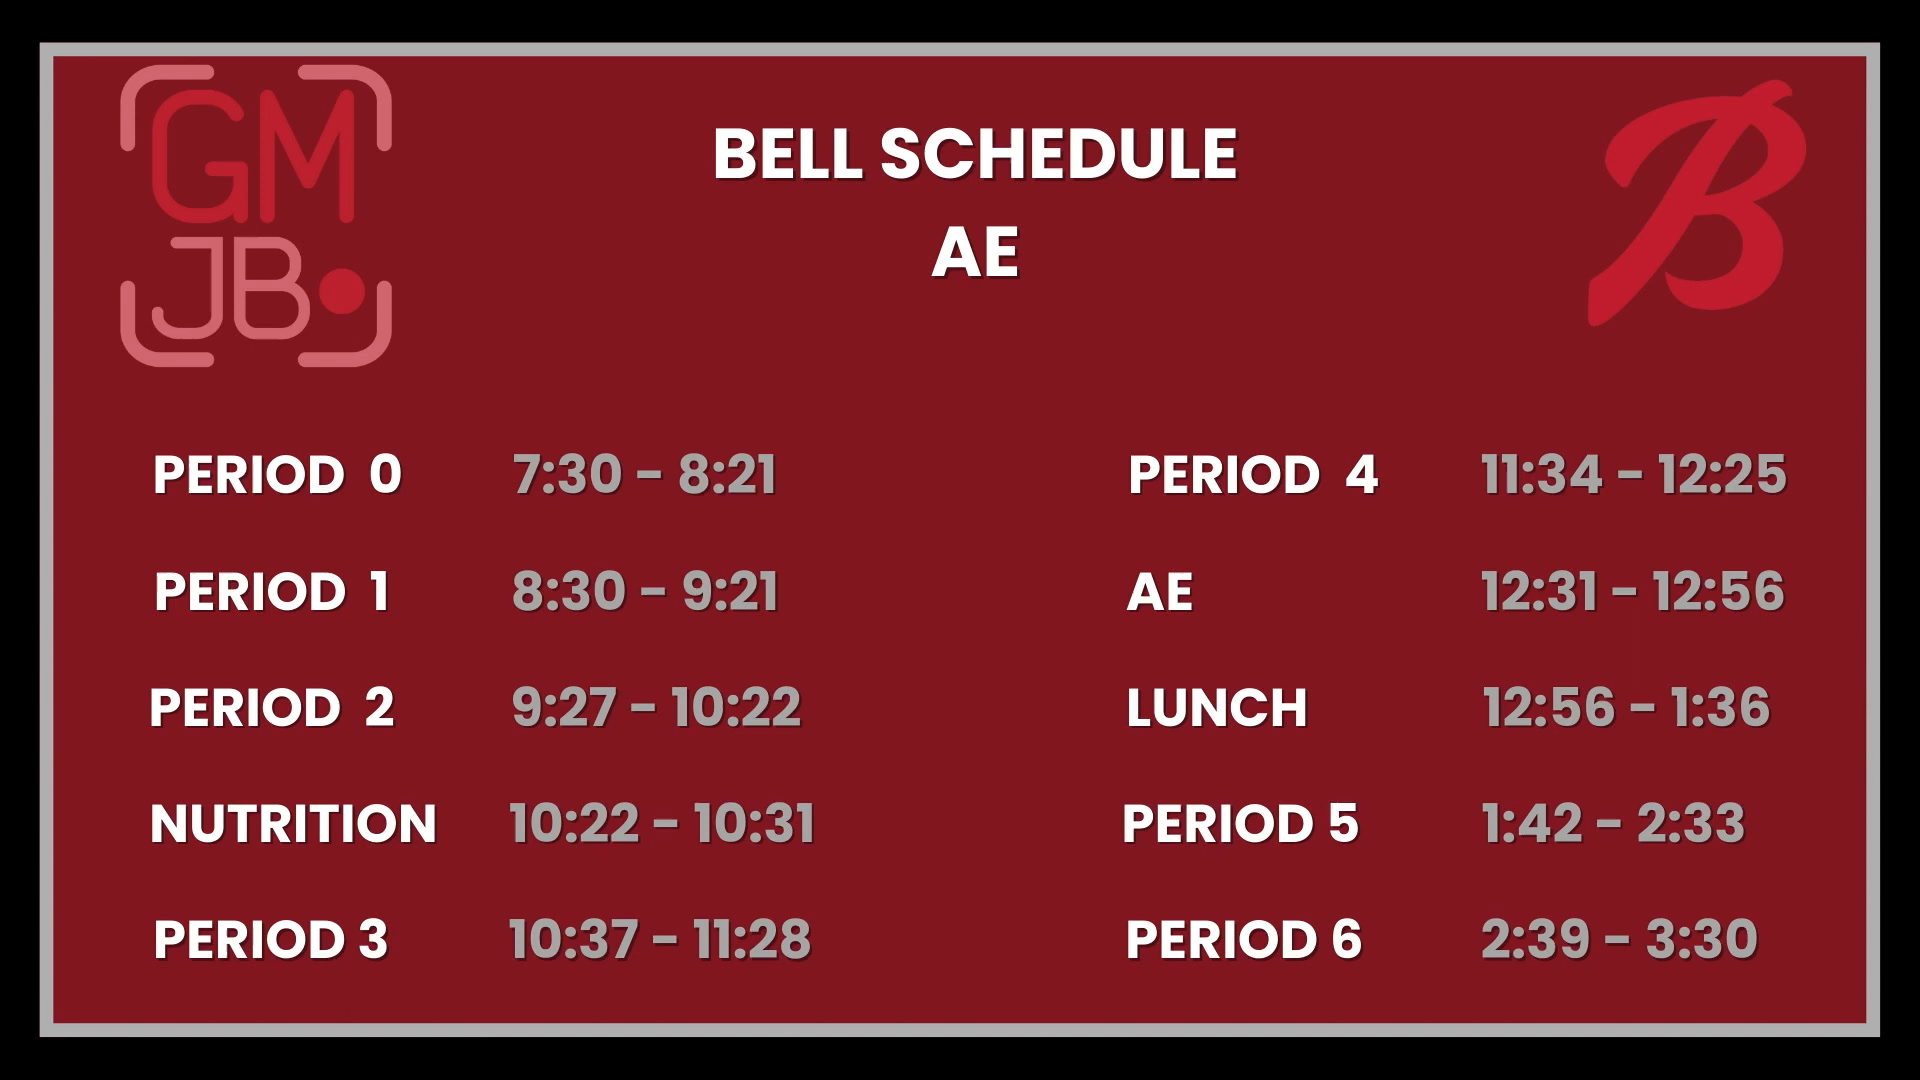 GM
JB
B
BELL SCHEDULE
AE
PERIOD 0 7:30 - 8:21
PERIOD 1 8:30 - 9:21
PERIOD 2 9:27 - 10:22
NUTRITION 10:22 - 10:31
PERIOD 3 10:37 - 11:28
PERIOD 4 11:34 - 12:25
AE 12:31 - 12:56
LUNCH 12:56 - 1:36
PERIOD 5 1:42 - 2:33
PERIOD 6 2:39 - 3:30